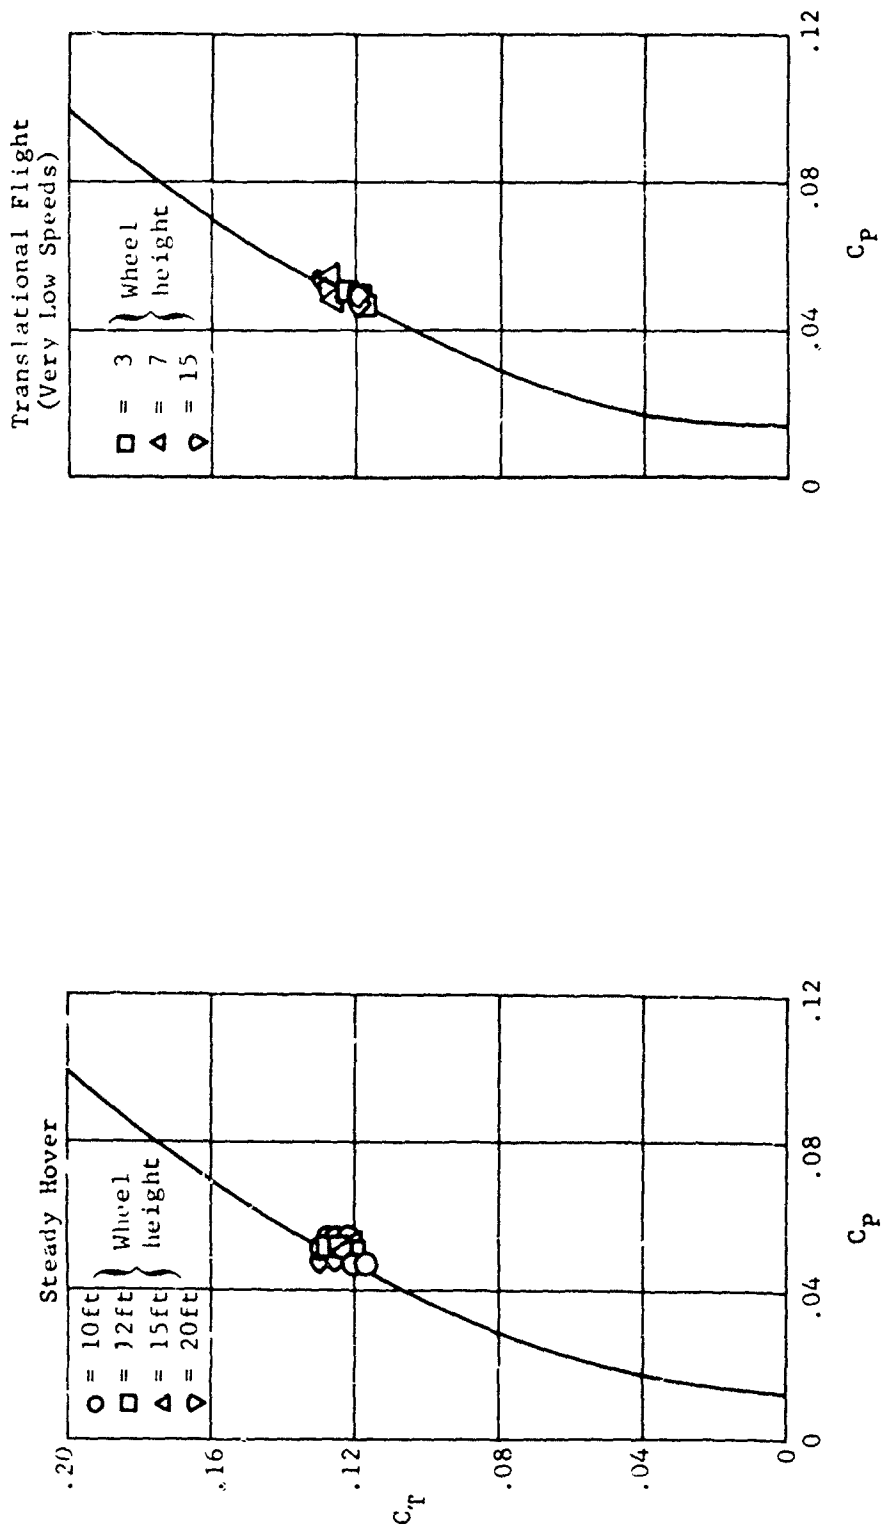 Steady Hover
○ = 10ft
□ = 12ft
△ = 15ft
▽ = 20ft
Wheel
height
C_T
.20
.16
.12
.08
.04
0
0
.04
.08
.12
C_P
Translational Flight
(Very Low Speeds)
□ = 3
△ = 7
▽ = 15
Wheel
height
0
.04
.08
.12
C_P